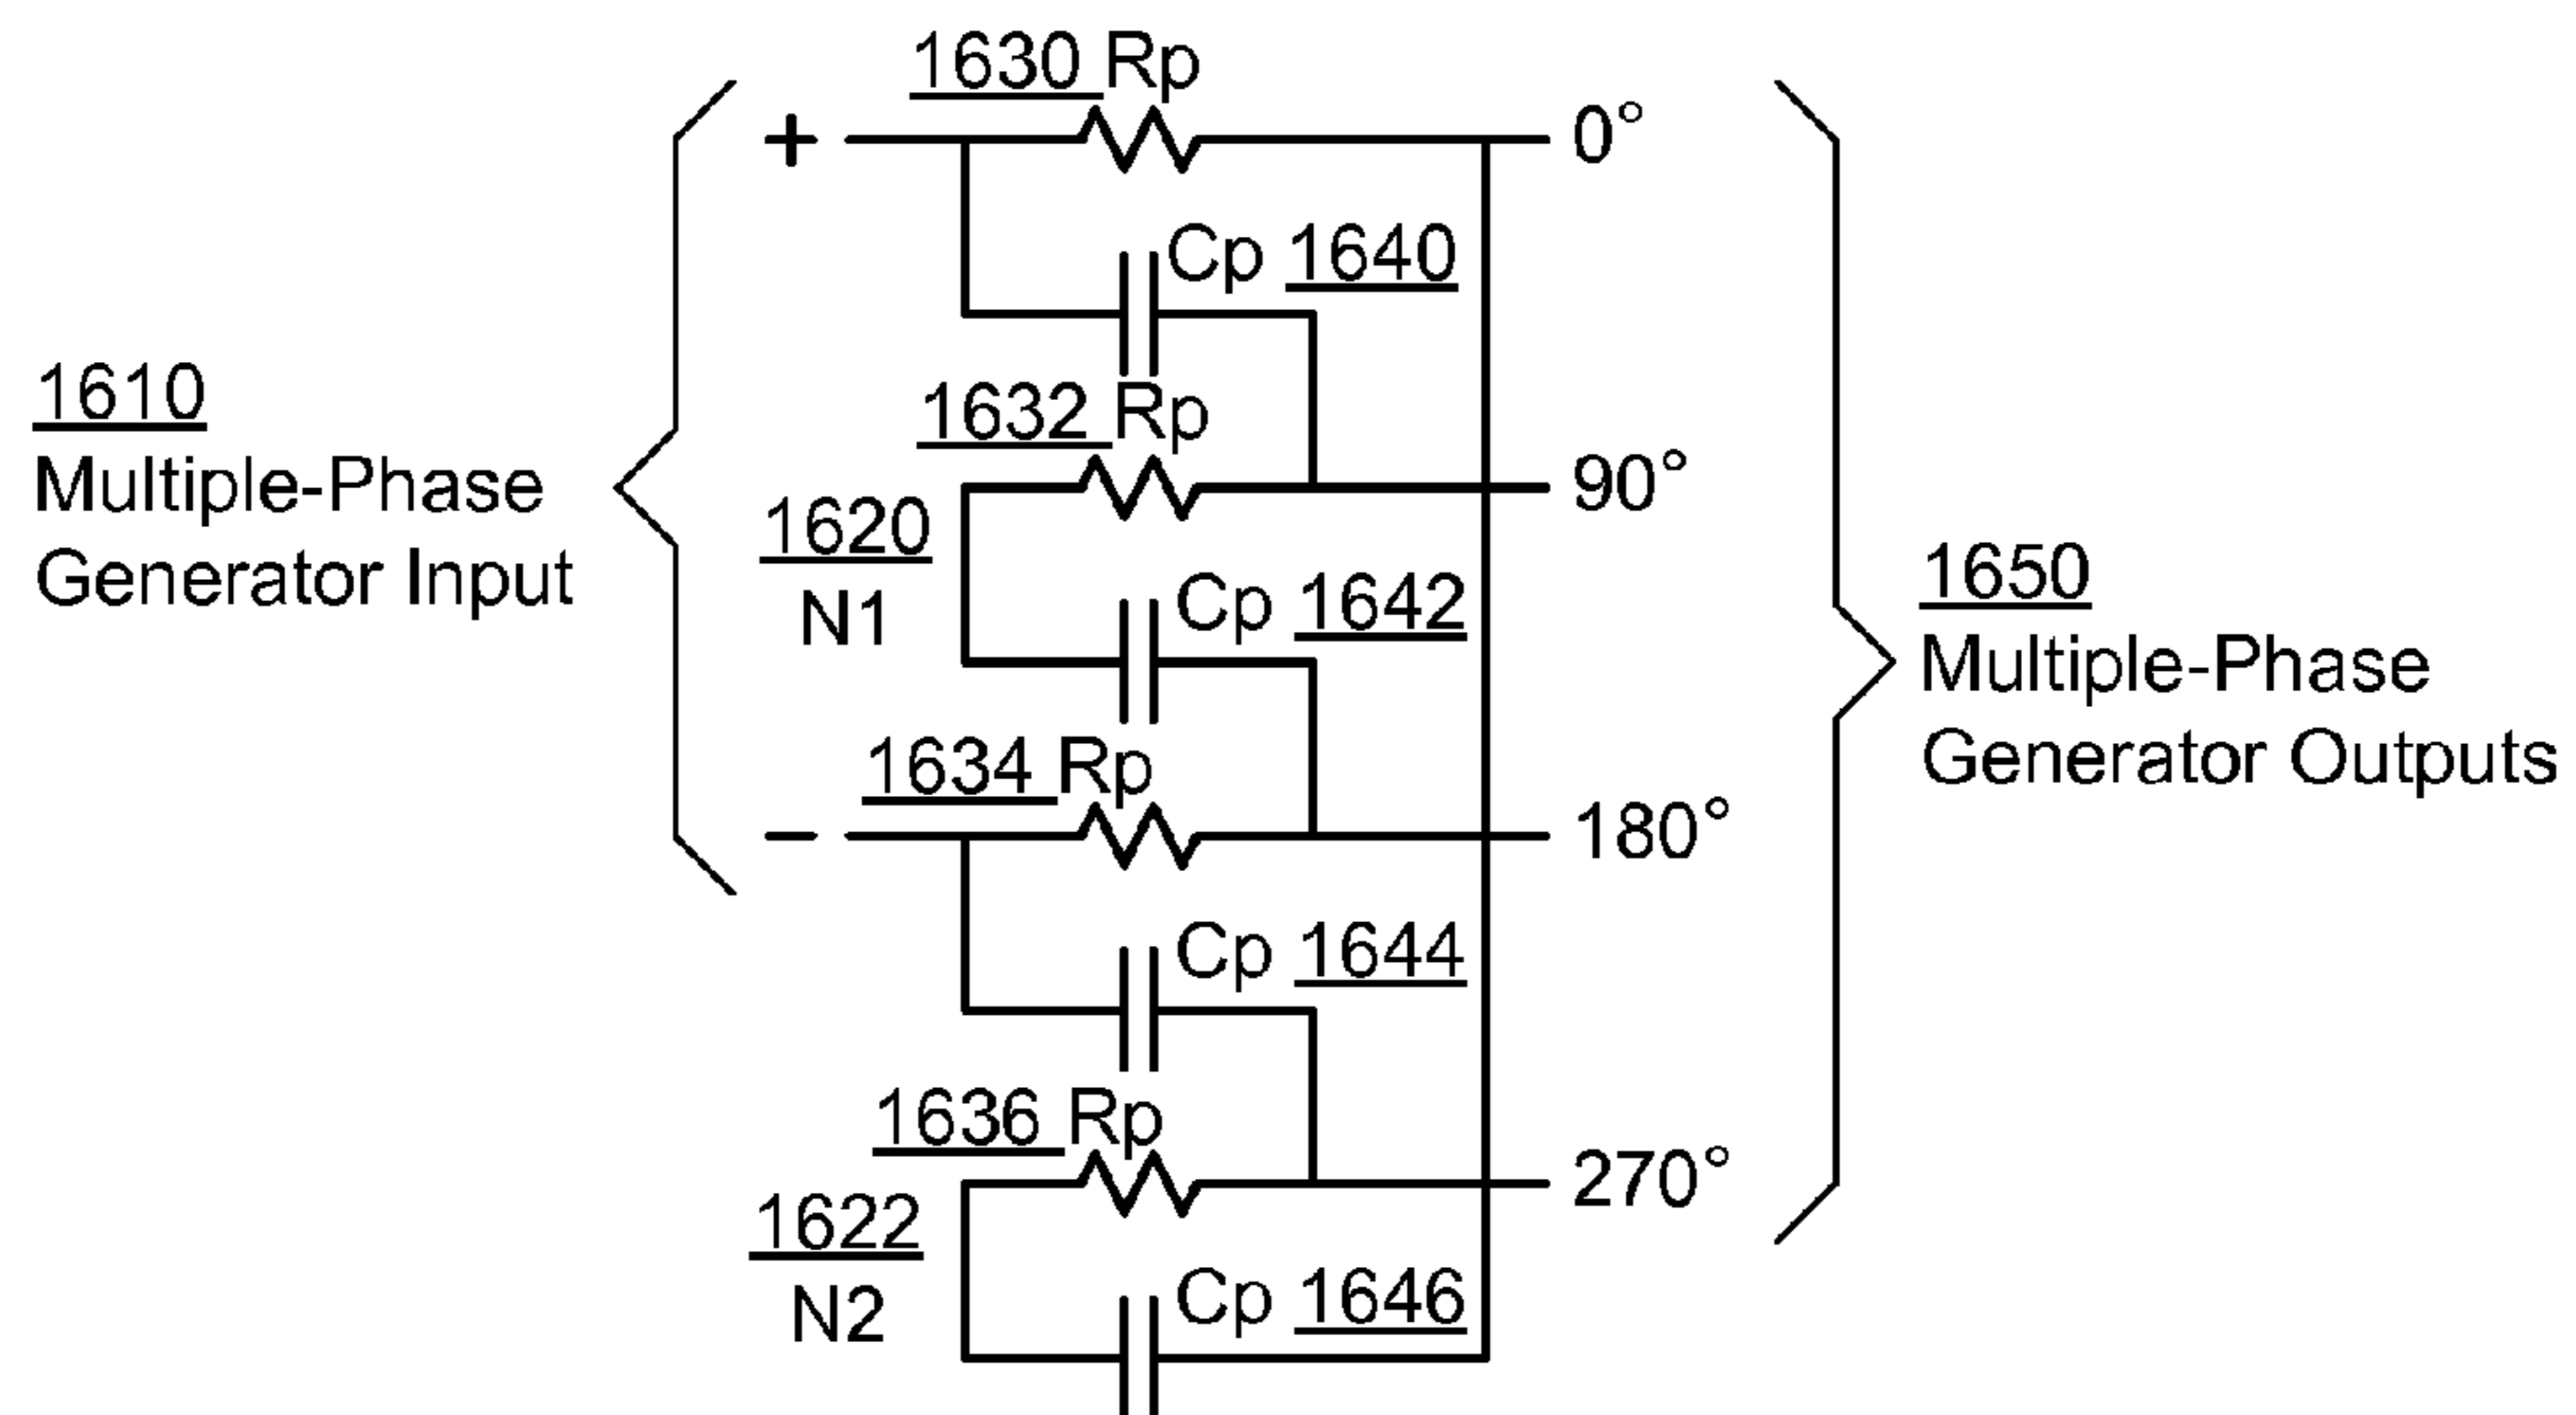 1630 Rp
+
0°
Cp 1640
1610
Multiple-Phase
Generator Input
1632 Rp
90°
1620
N1
Cp 1642
1650
Multiple-Phase
Generator Outputs
1634 Rp
−
180°
Cp 1644
1636 Rp
270°
1622
N2
Cp 1646